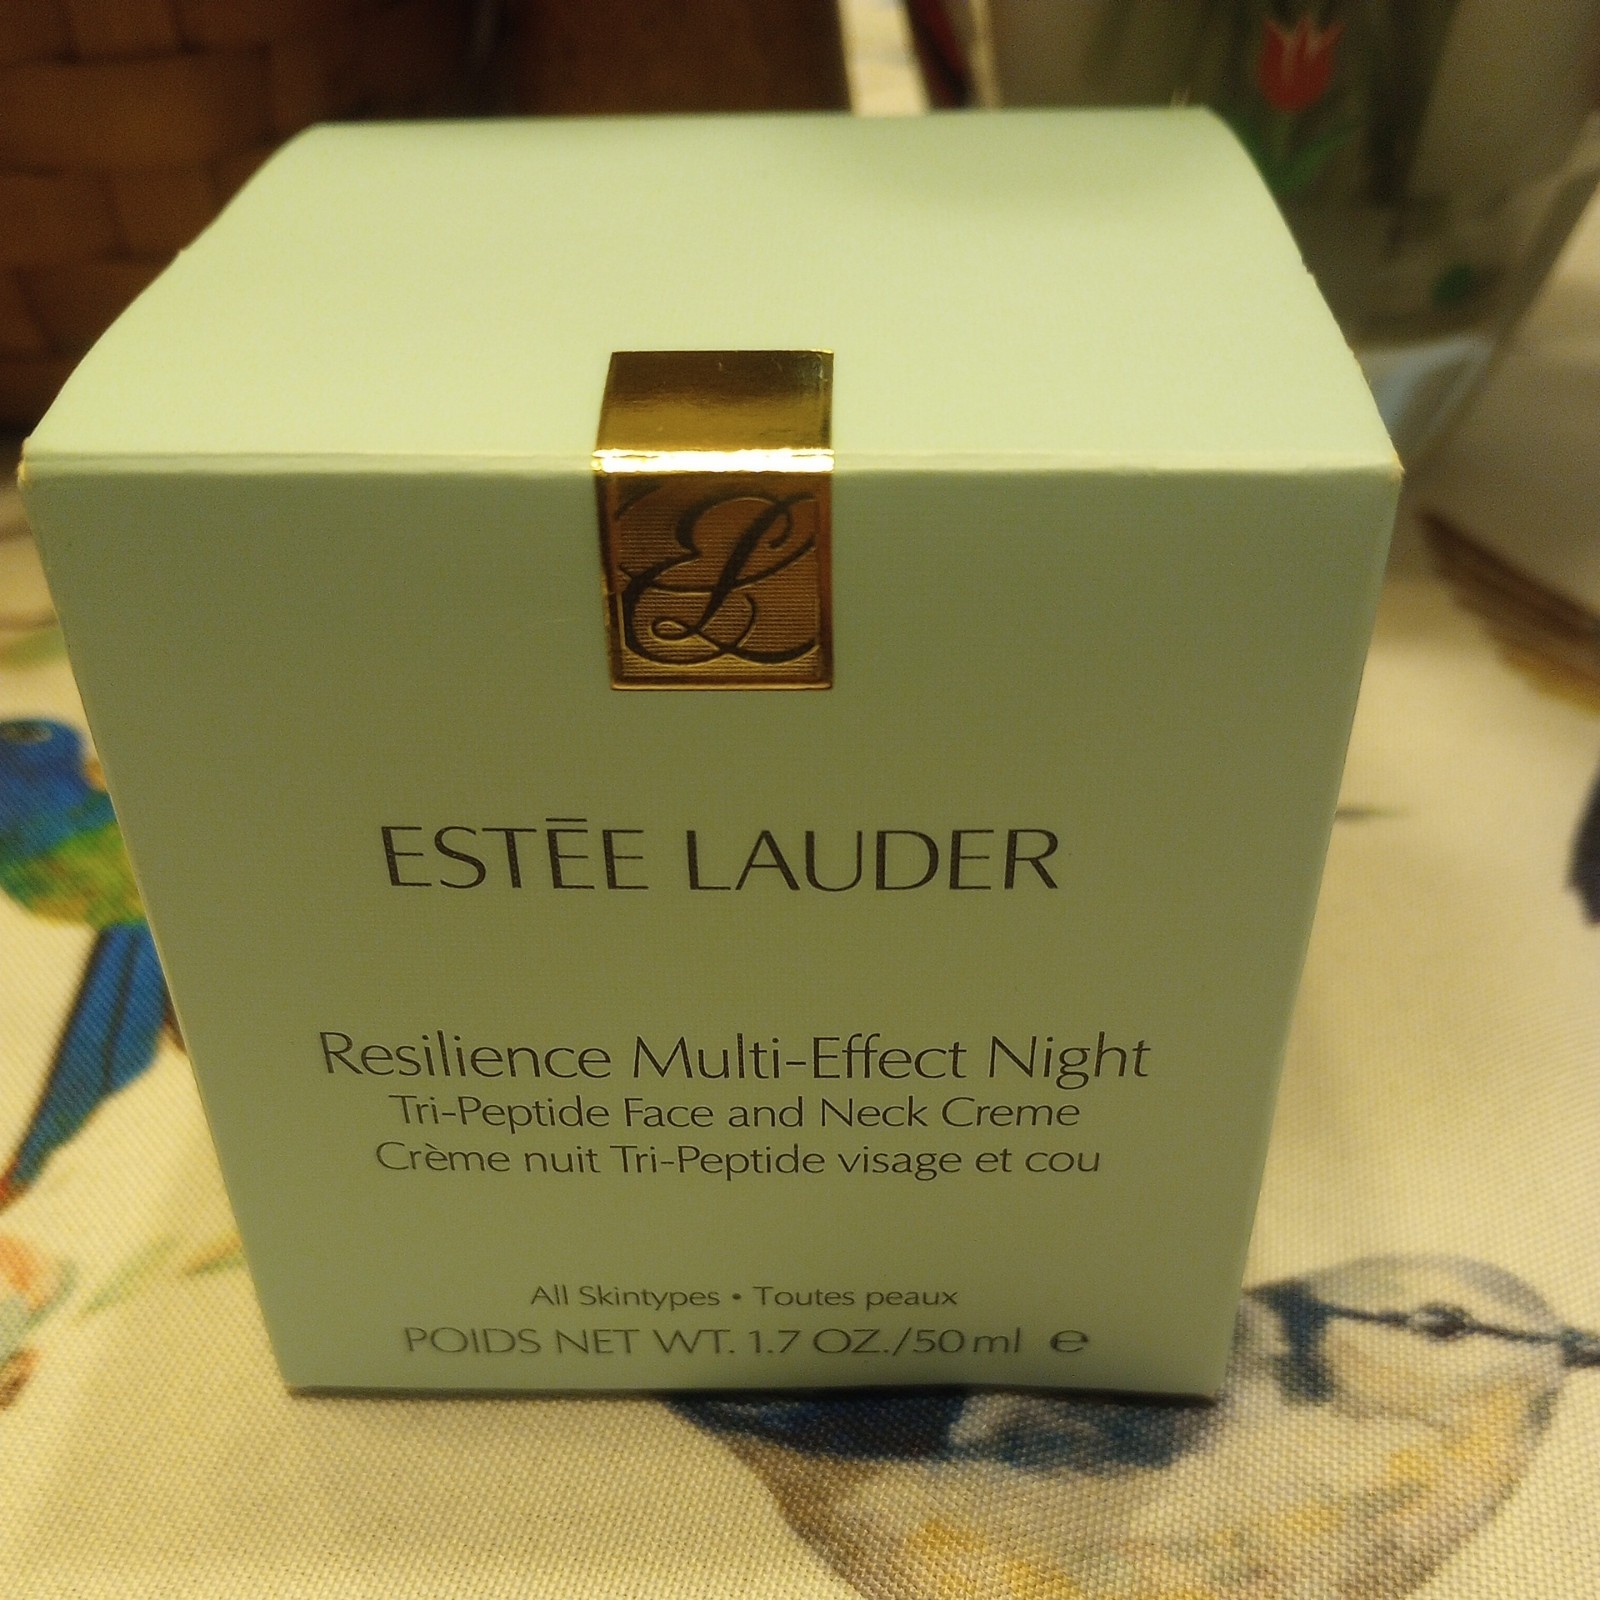 EL
ESTĒE LAUDER
Resilience Multi-Effect Night
Tri-Peptide Face and Neck Creme
Crème nuit Tri-Peptide visage et cou
All Skintypes • Toutes peaux
POIDS NET WT. 1.7 OZ./50 ml ℮